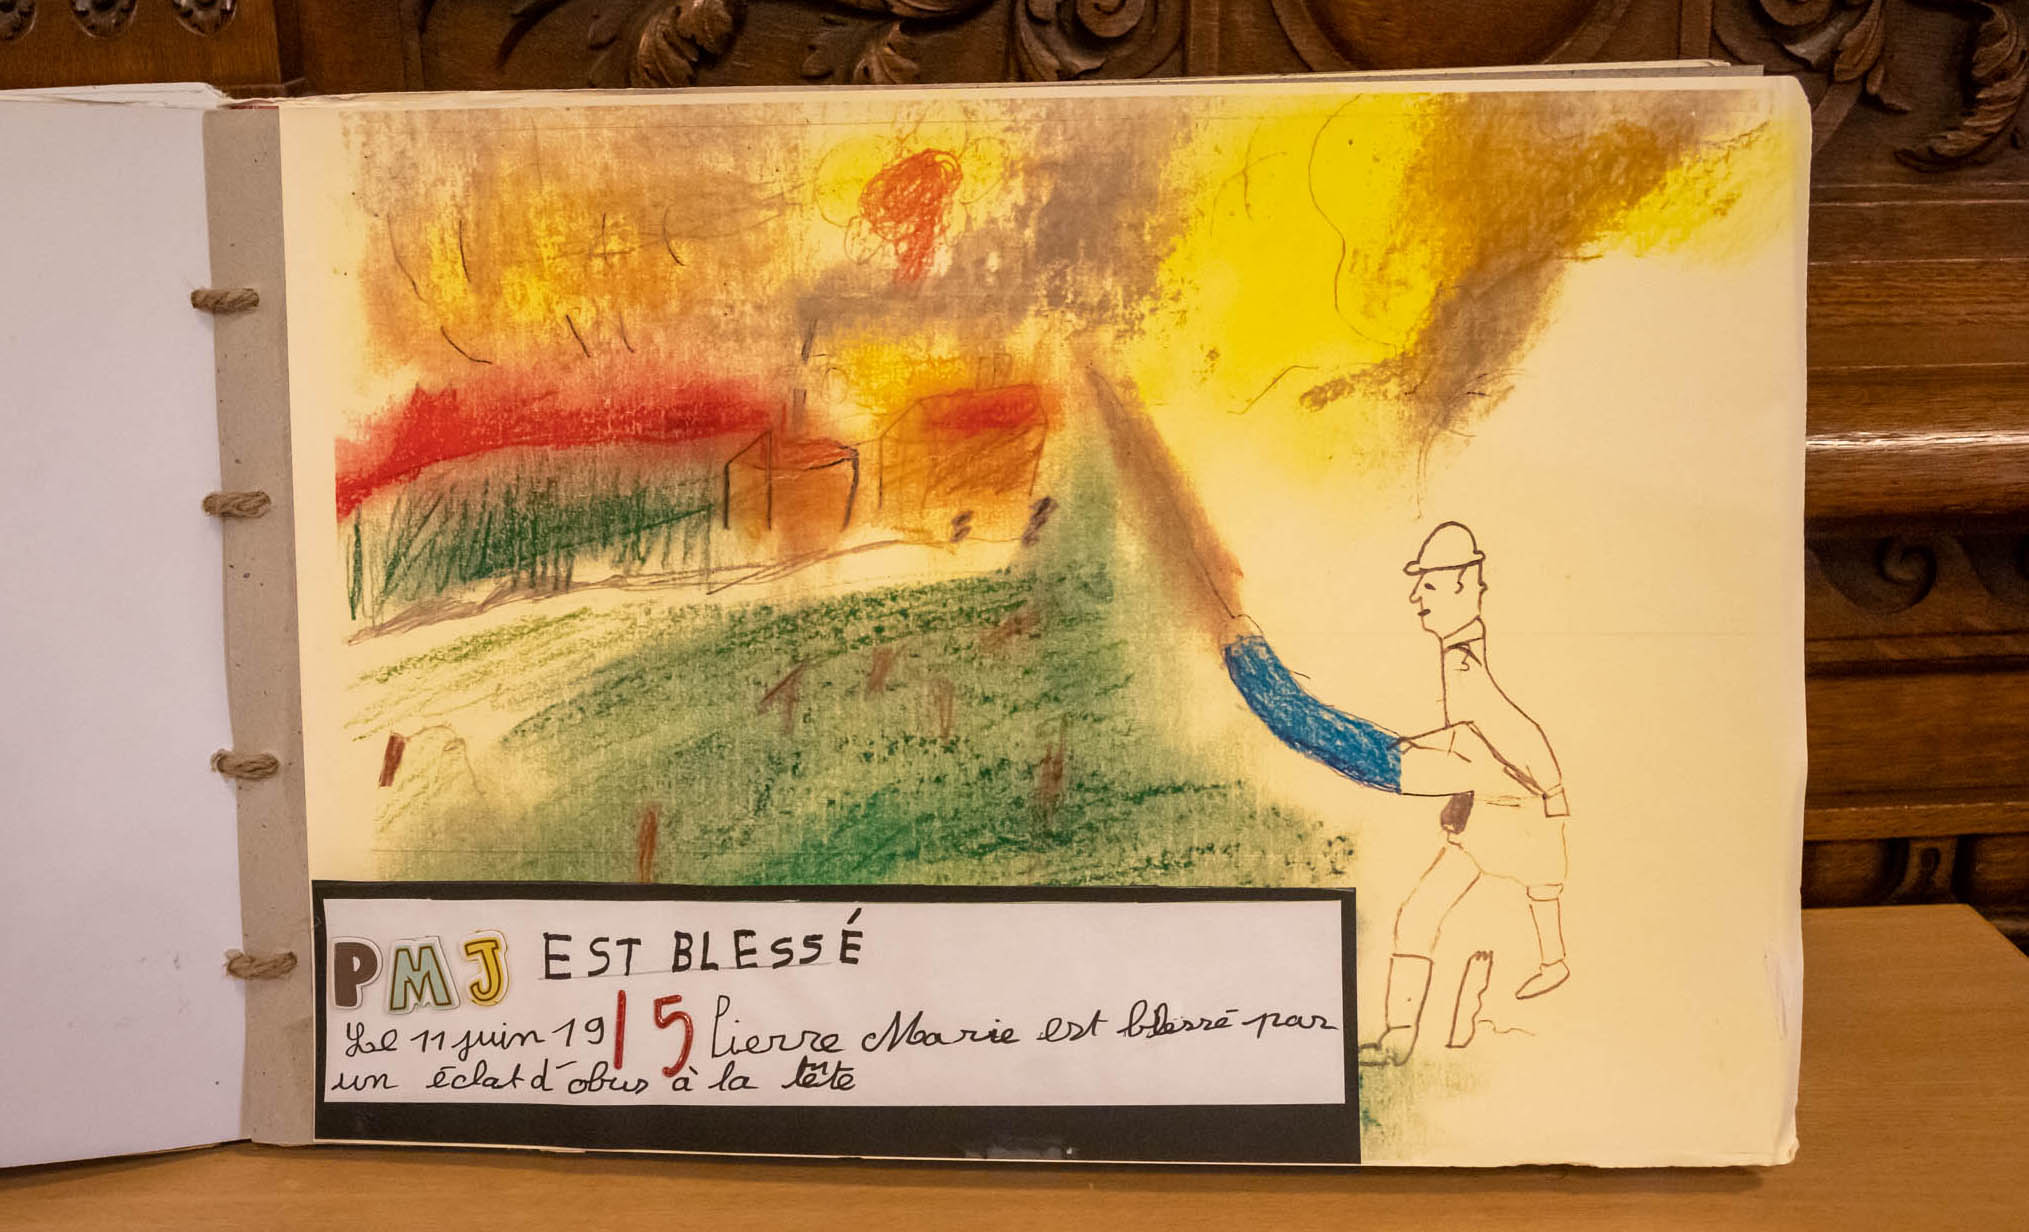 PMJ EST BLESSÉ
Le 11 juin 1915 Pierre Marie est blessé par
un éclat d'obus à la tête